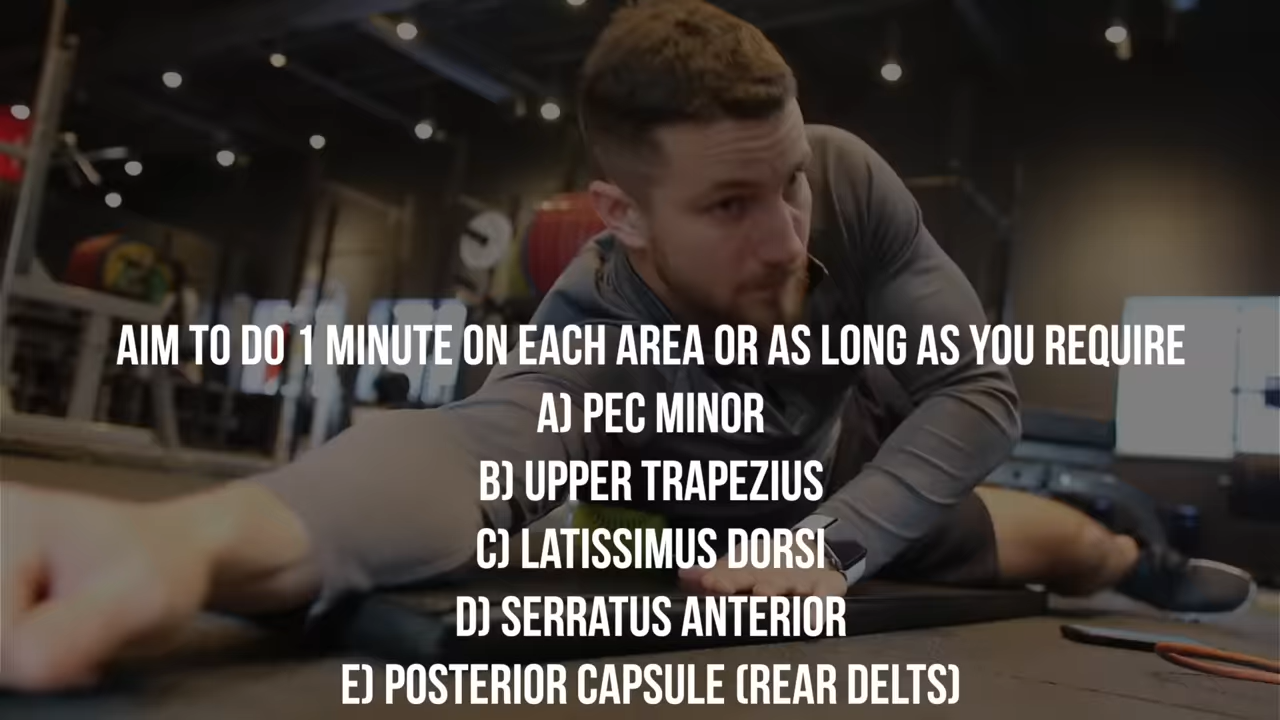 AIM TO DO 1 MINUTE ON EACH AREA OR AS LONG AS YOU REQUIRE
A) PEC MINOR
B) UPPER TRAPEZIUS
C) LATISSIMUS DORSI
D) SERRATUS ANTERIOR
E) POSTERIOR CAPSULE (REAR DELTS)